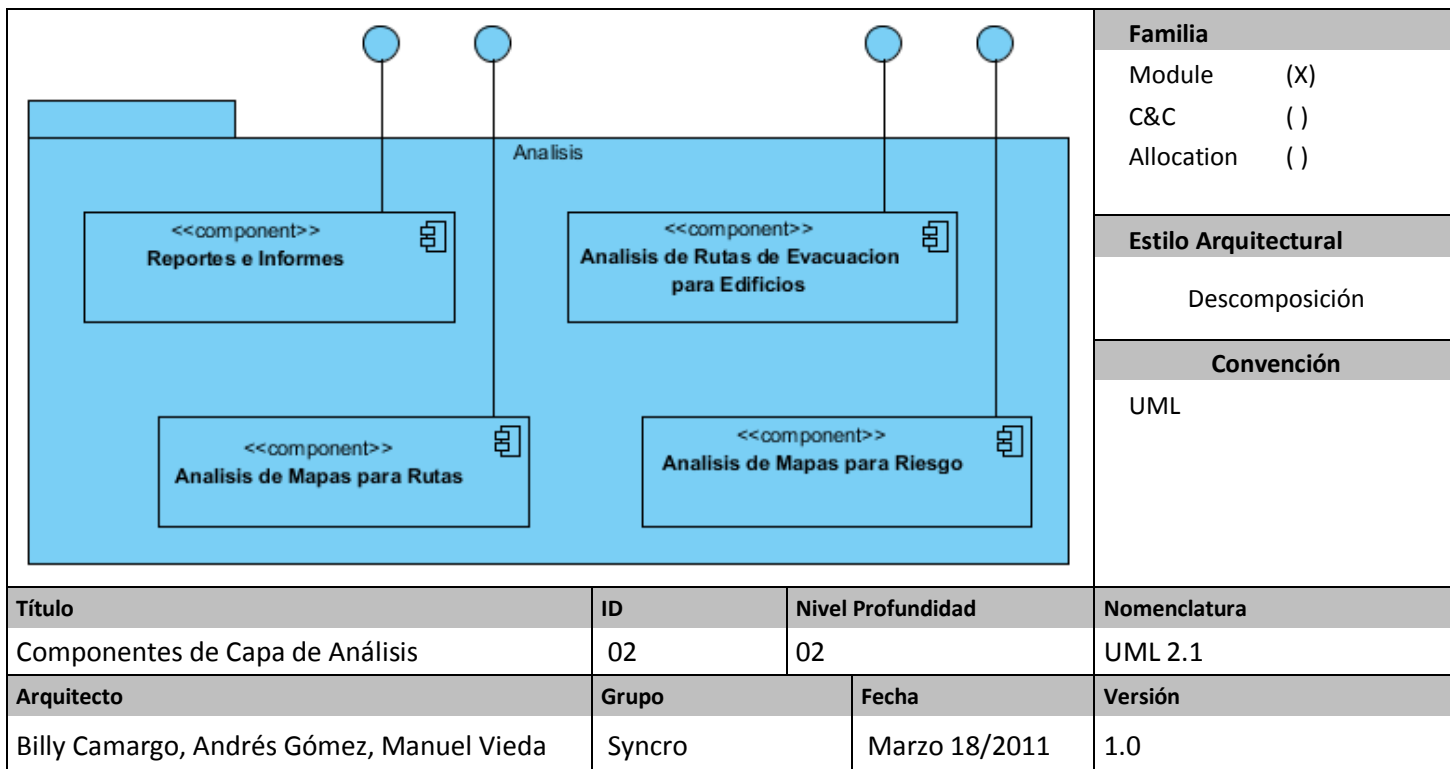 Analisis
<<component>>
Reportes e Informes
<<component>>
Analisis de Rutas de Evacuacion
para Edificios
<<component>>
Analisis de Mapas para Rutas
<<component>>
Analisis de Mapas para Riesgo
Familia
Module (X)
C&C ( )
Allocation ( )
Estilo Arquitectural
Descomposición
Convención
UML
Título ID Nivel Profundidad Nomenclatura
Componentes de Capa de Análisis 02 02 UML 2.1
Arquitecto Grupo Fecha Versión
Billy Camargo, Andrés Gómez, Manuel Vieda Syncro Marzo 18/2011 1.0